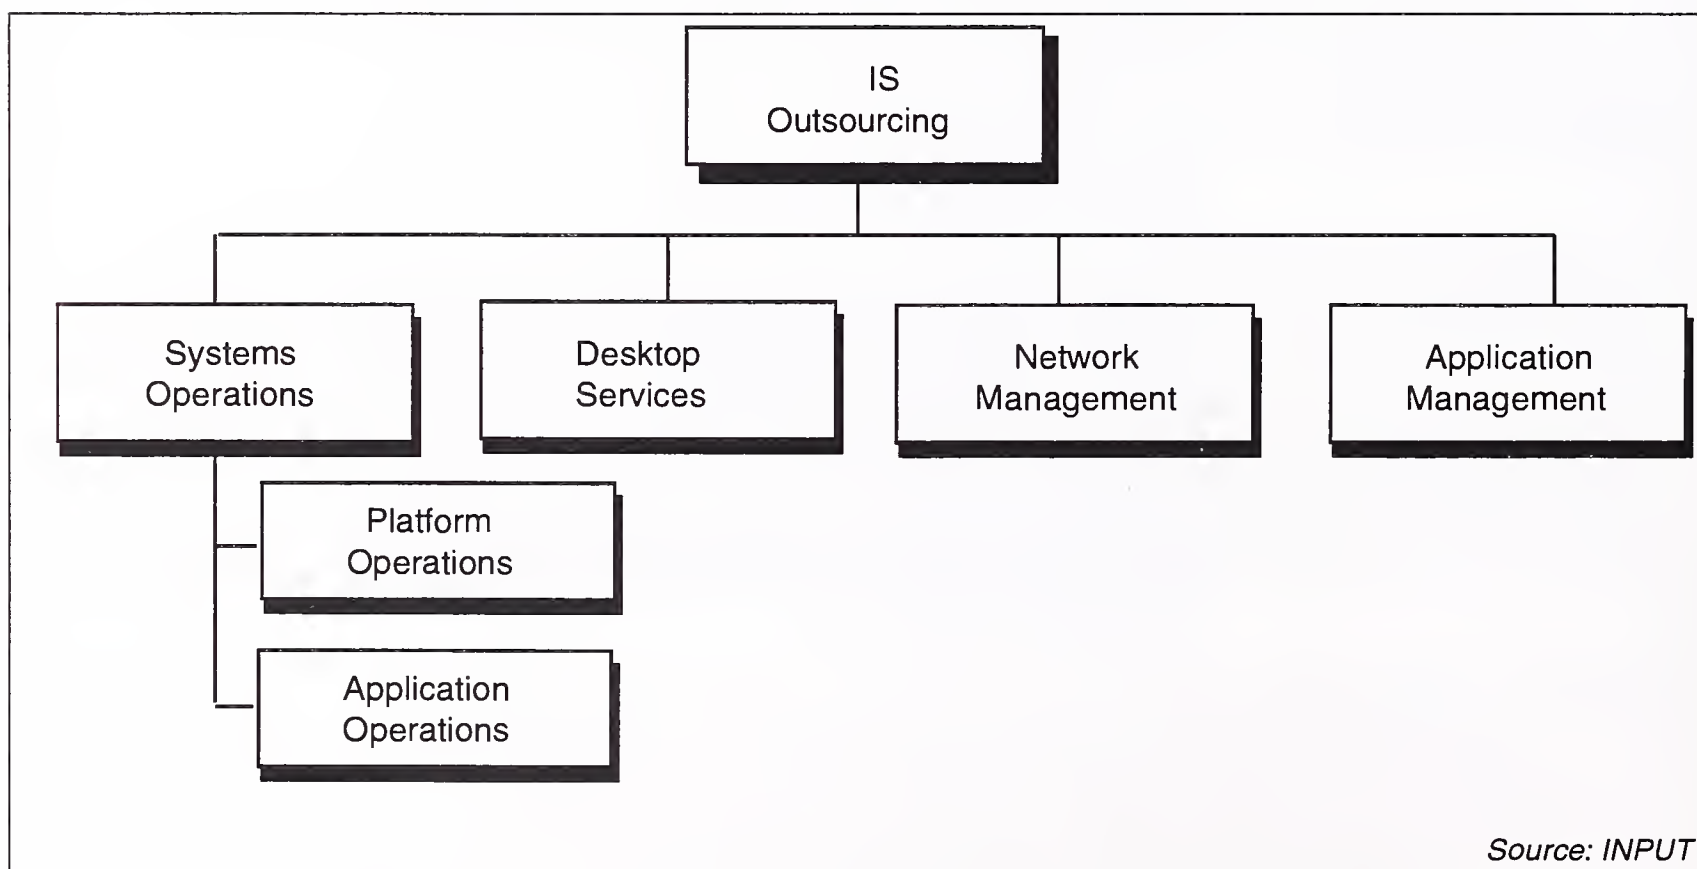 IS
Outsourcing
Systems
Operations
Desktop
Services
Network
Management
Application
Management
Platform
Operations
Application
Operations
Source: INPUT